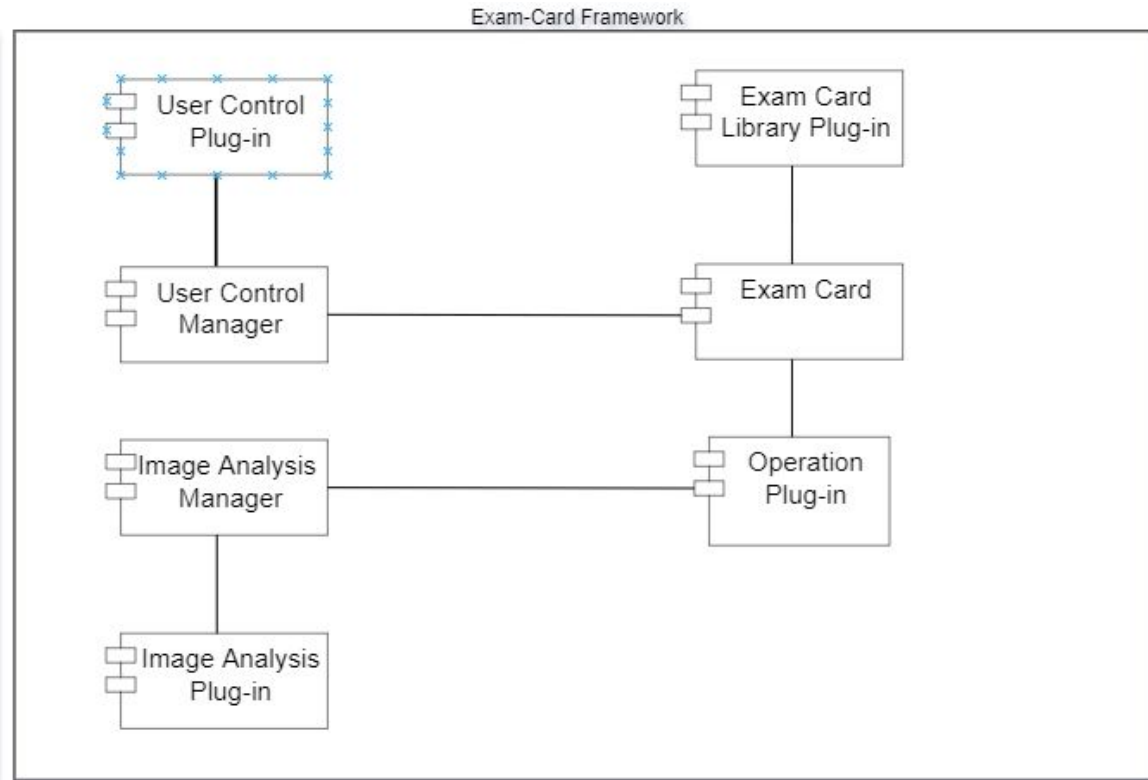 Exam-Card Framework
User Control
Plug-in
Exam Card
Library Plug-in
User Control
Manager
Exam Card
Image Analysis
Manager
Operation
Plug-in
Image Analysis
Plug-in